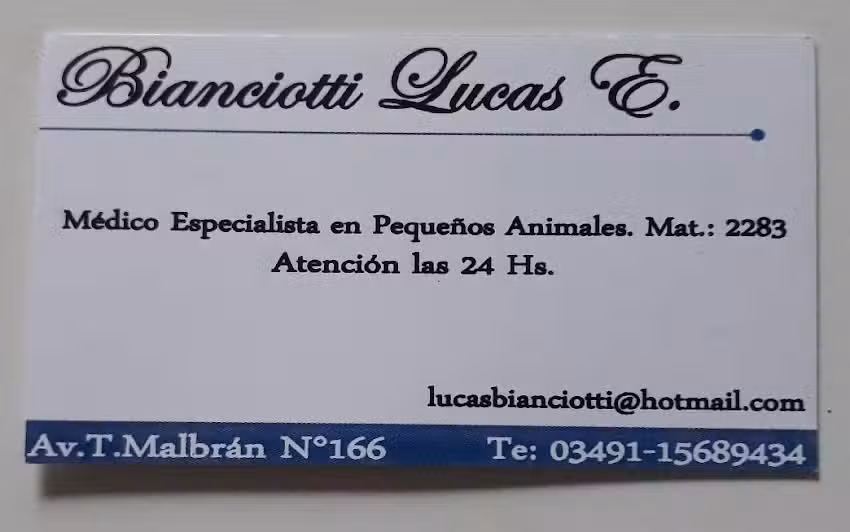 Bianciotti Lucas E.
Médico Especialista en Pequeños Animales. Mat.: 2283
Atención las 24 Hs.
lucasbianciotti@hotmail.com
Av.T.Malbrán N°166 Te: 03491-15689434